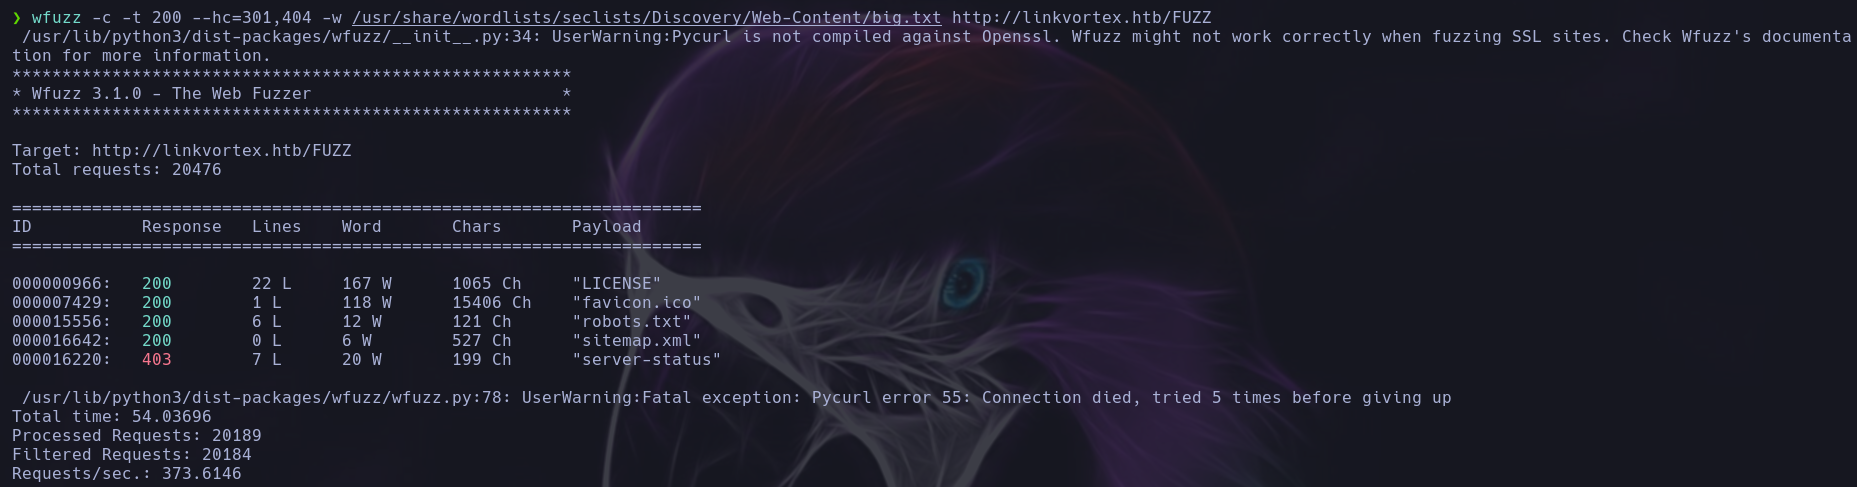 ❯ wfuzz -c -t 200 --hc=301,404 -w /usr/share/wordlists/seclists/Discovery/Web-Content/big.txt http://linkvortex.htb/FUZZ
 /usr/lib/python3/dist-packages/wfuzz/__init__.py:34: UserWarning:Pycurl is not compiled against Openssl. Wfuzz might not work correctly when fuzzing SSL sites. Check Wfuzz's documenta
tion for more information.
********************************************************
* Wfuzz 3.1.0 - The Web Fuzzer                         *
********************************************************
Target: http://linkvortex.htb/FUZZ
Total requests: 20476
=====================================================================
ID           Response   Lines    Word       Chars       Payload
=====================================================================
000000966:   200        22 L     167 W      1065 Ch     "LICENSE"
000007429:   200        1 L      118 W      15406 Ch    "favicon.ico"
000015556:   200        6 L      12 W       121 Ch      "robots.txt"
000016642:   200        0 L      6 W        527 Ch      "sitemap.xml"
000016220:   403        7 L      20 W       199 Ch      "server-status"
 /usr/lib/python3/dist-packages/wfuzz/wfuzz.py:78: UserWarning:Fatal exception: Pycurl error 55: Connection died, tried 5 times before giving up
Total time: 54.03696
Processed Requests: 20189
Filtered Requests: 20184
Requests/sec.: 373.6146